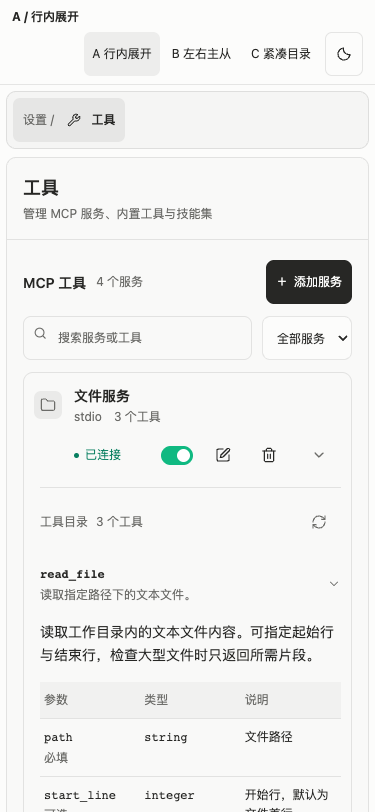 A / 行内展开
A 行内展开 B 左右主从 C 紧凑目录
设置 / 工具
工具
管理 MCP 服务、内置工具与技能集
MCP 工具 4 个服务
+ 添加服务
搜索服务或工具
全部服务
文件服务
stdio 3 个工具
已连接
工具目录 3 个工具
read_file
读取指定路径下的文本文件。
读取工作目录内的文本文件内容。可指定起始行
与结束行，检查大型文件时只返回所需片段。
参数 类型 说明
path string 文件路径
必填
start_line integer 开始行，默认为